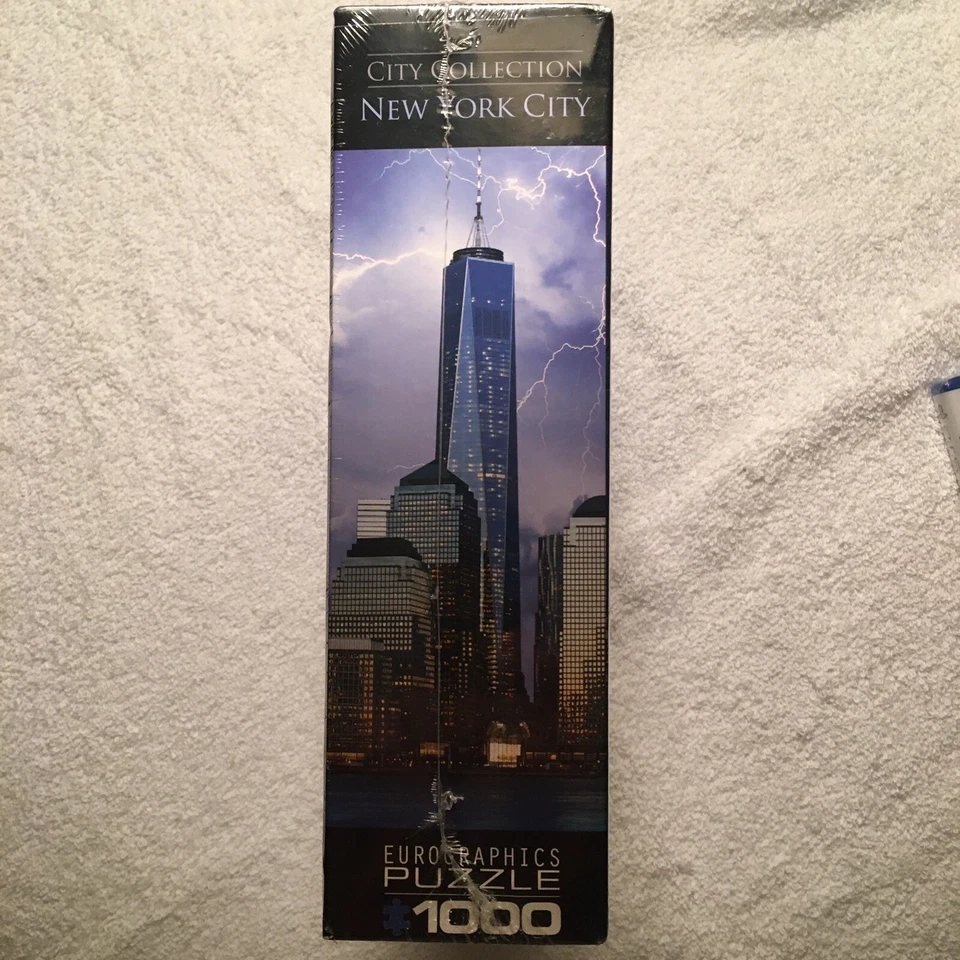 CITY COLLECTION
NEW YORK CITY
EUROGRAPHICS
PUZZLE
1000